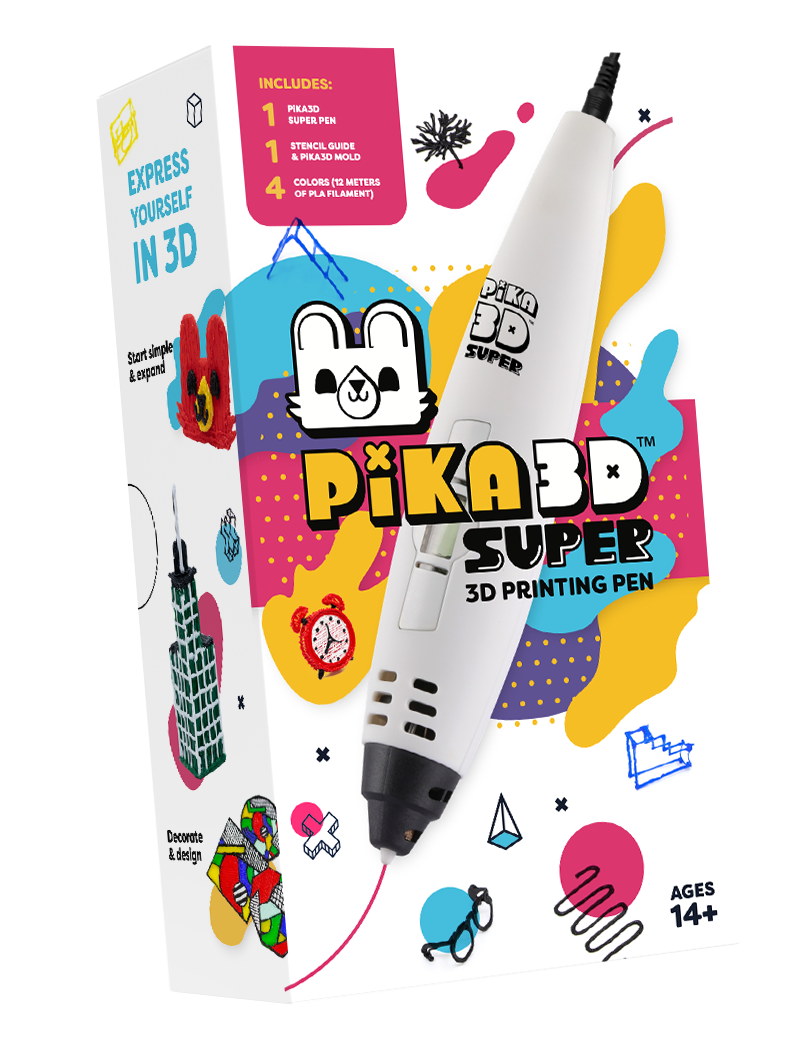 INCLUDES:
1 PIKA3D
SUPER PEN
1 STENCIL GUIDE
& PIKA3D MOLD
4 COLORS (12 METERS
OF PLA FILAMENT)
EXPRESS
YOURSELF
IN 3D
Start simple
& expand
Decorate
& design
PiKA
3D™
SUPER
PiKA3D™
SUPER
3D PRINTING PEN
AGES
14+